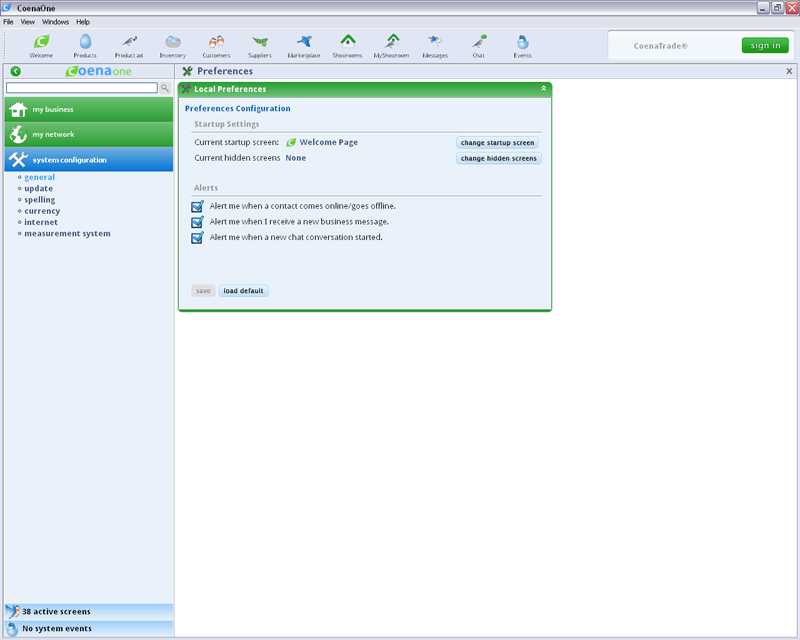 CoenaOne
File View Windows Help
Welcome Products Product ad Inventory Customers Suppliers Marketplace Showrooms MyShowroom Messages Chat Events
CoenaTrade® sign in
Coenaone
Preferences X
Local Preferences
Preferences Configuration
Startup Settings
Current startup screen: Welcome Page change startup screen
Current hidden screens None change hidden screens
Alerts
Alert me when a contact comes online/goes offline.
Alert me when I receive a new business message.
Alert me when a new chat conversation started.
save load default
my business
my network
system configuration
general
update
spelling
currency
internet
measurement system
38 active screens
No system events